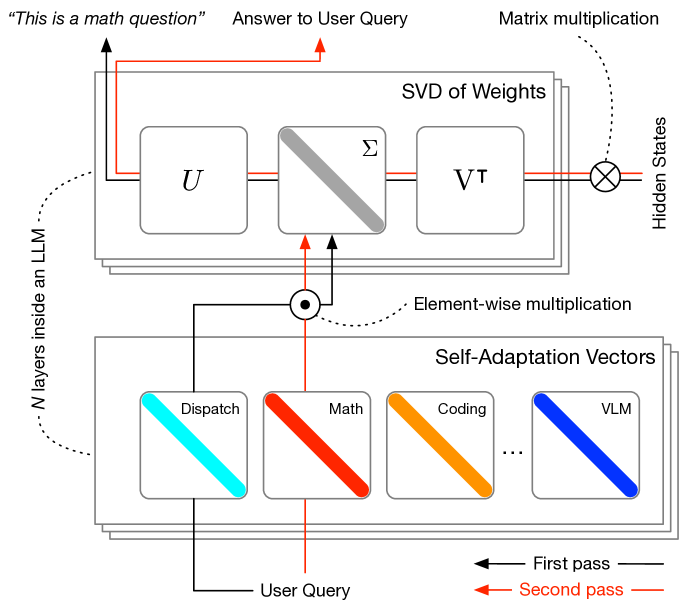 “This is a math question”
Answer to User Query
Matrix multiplication
SVD of Weights
U
Σ
V⊤
Hidden States
N layers inside an LLM
Element-wise multiplication
Self-Adaptation Vectors
Dispatch
Math
Coding
...
VLM
First pass
User Query
Second pass